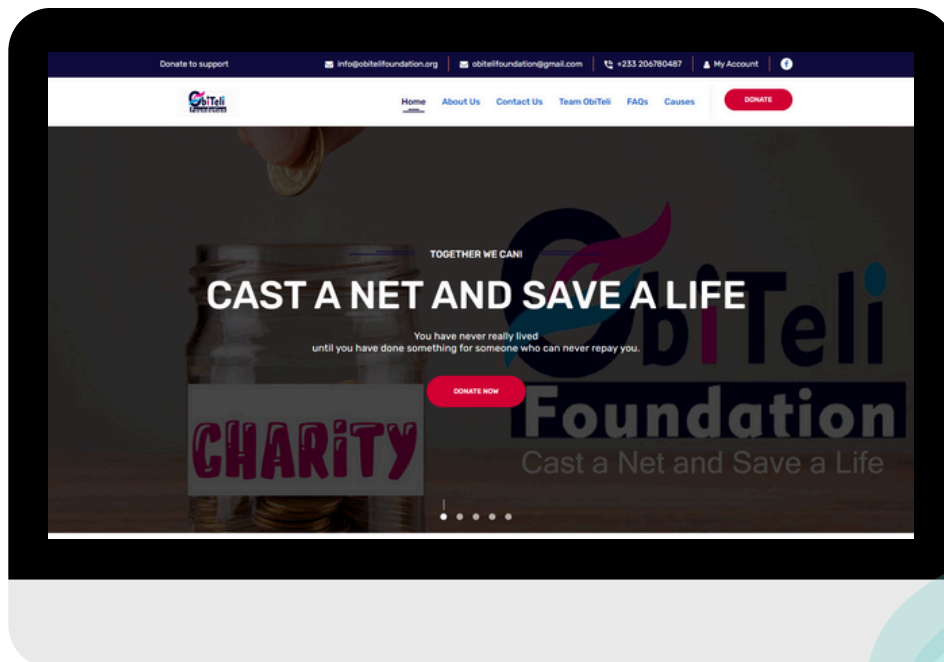 Donate to support
info@obitelifoundation.org
obitelifoundation@gmail.com
+233 206780487
My Account
ObiTeli
Foundation
Home
About Us
Contact Us
Team ObiTeli
FAQs
Causes
DONATE
TOGETHER WE CAN!
CAST A NET AND SAVE A LIFE
You have never really lived
until you have done something for someone who can never repay you.
DONATE NOW
CHARITY
ObiTeli
Foundation
Cast a Net and Save a Life